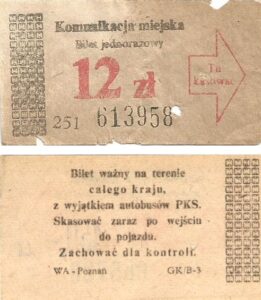 Komunikacja miejska
Bilet jednorazowy
12 zł
Tu
kasować
251 613958
Bilet ważny na terenie
całego kraju,
z wyjątkiem autobusów PKS.
Skasować zaraz po wejściu
do pojazdu.
Zachować dla kontroli.
WA - Poznań GK/B-3